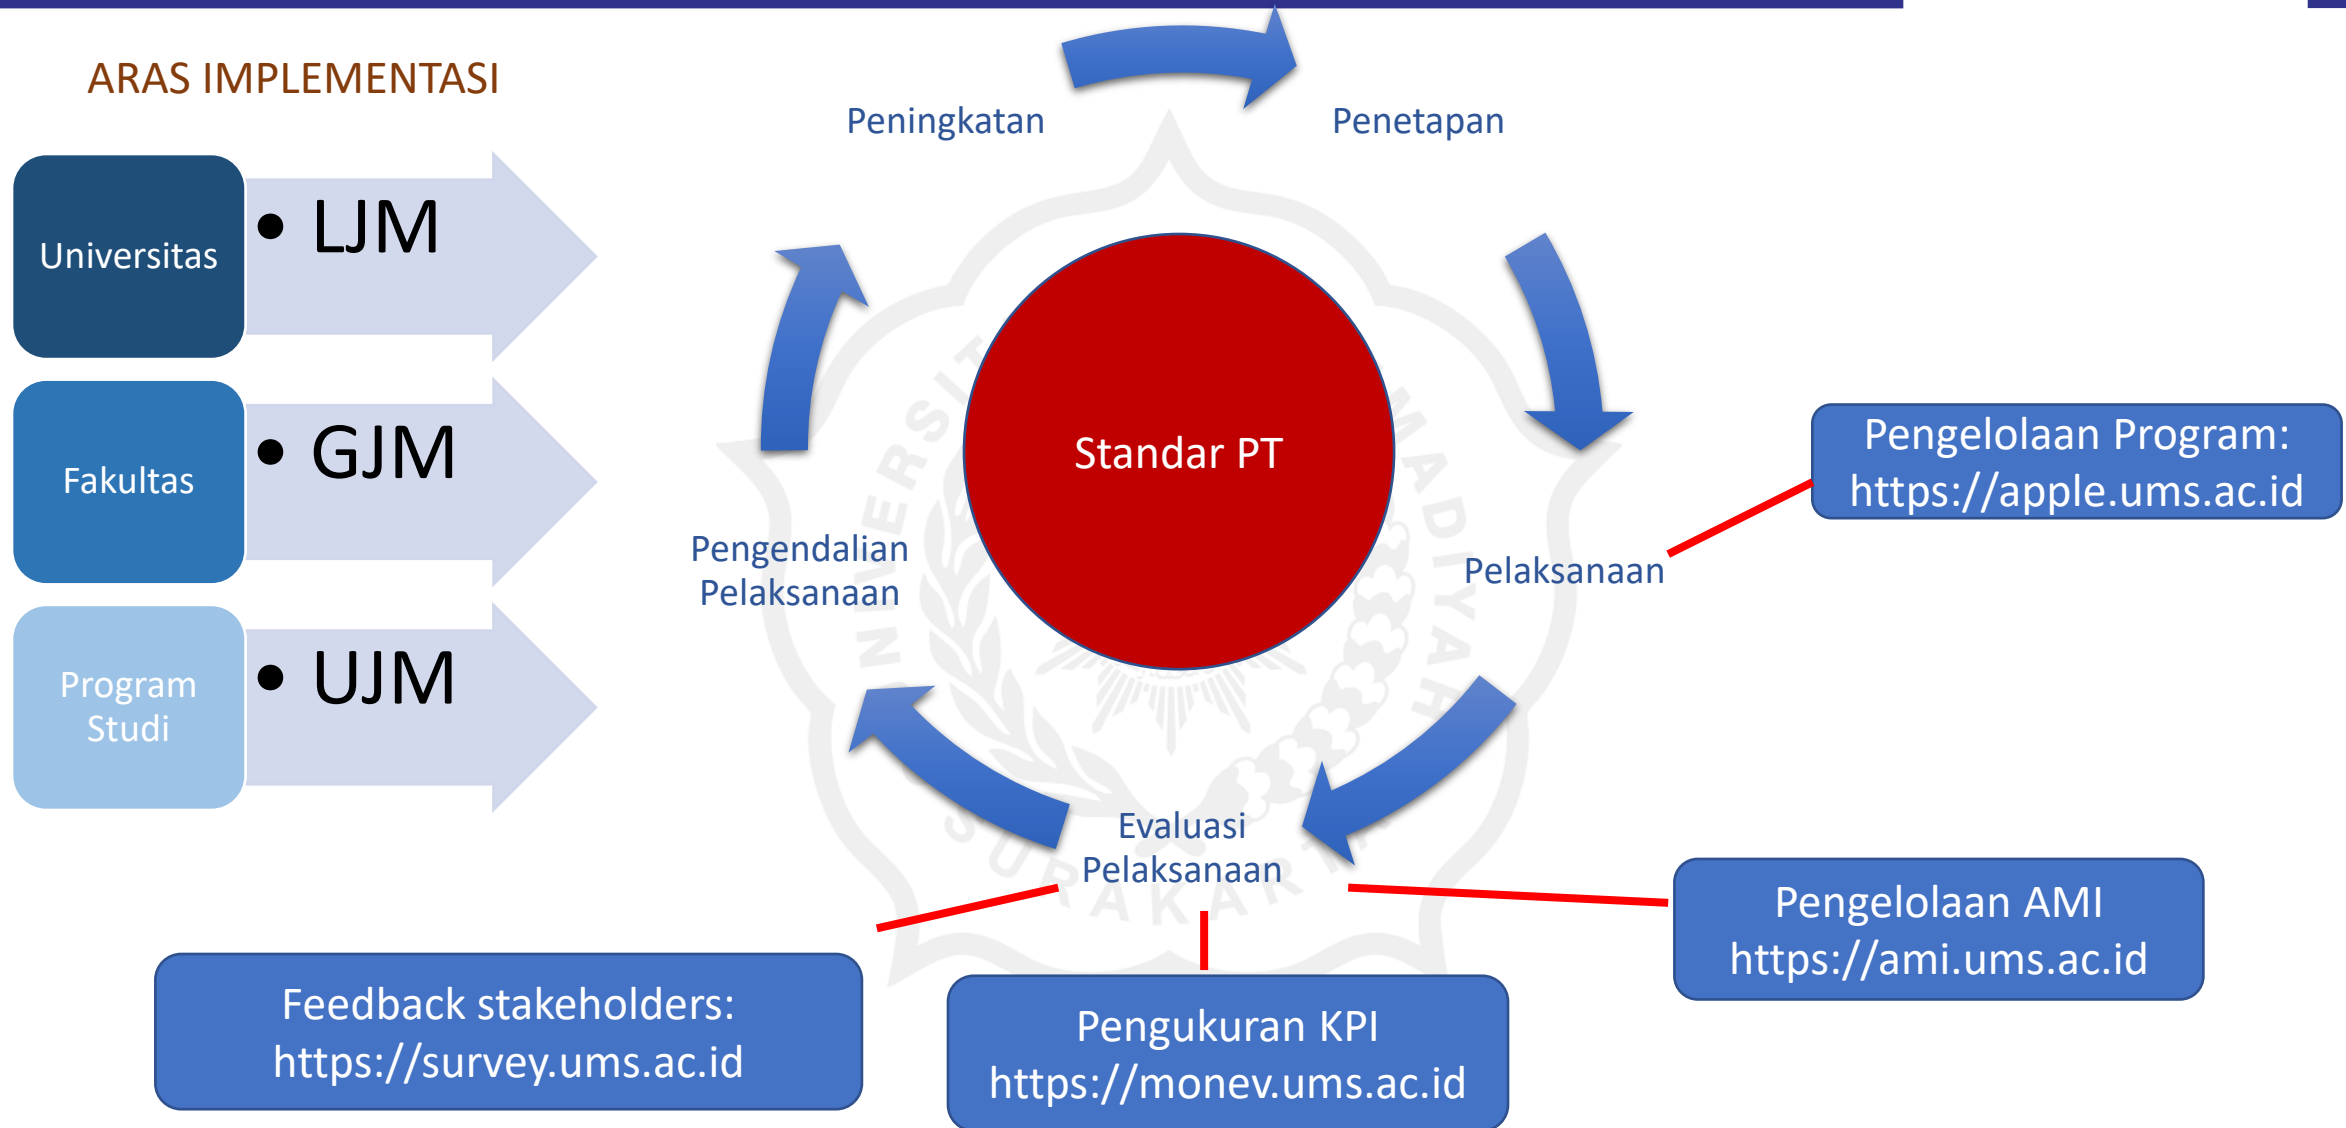 ARAS IMPLEMENTASI
Universitas
• LJM
Fakultas
• GJM
Program
Studi
• UJM
Peningkatan
Penetapan
Standar PT
Pengendalian
Pelaksanaan
Pelaksanaan
Evaluasi
Pelaksanaan
Pengelolaan Program:
https://apple.ums.ac.id
Pengelolaan AMI
https://ami.ums.ac.id
Feedback stakeholders:
https://survey.ums.ac.id
Pengukuran KPI
https://monev.ums.ac.id
SURAKARTA